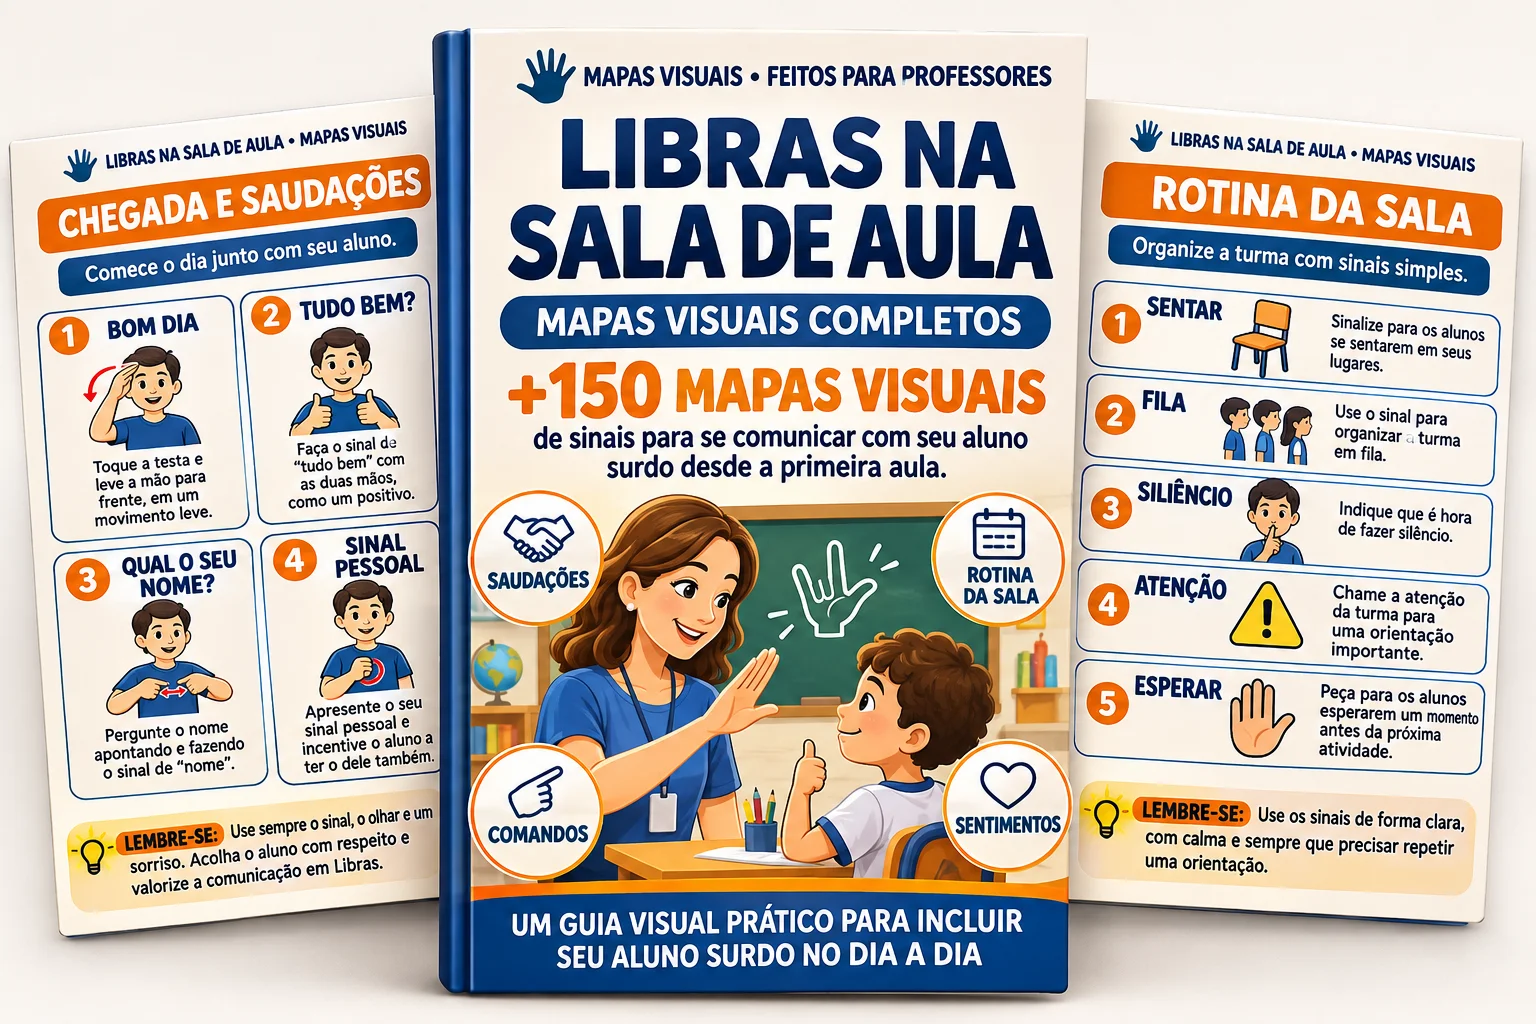 LIBRAS NA SALA DE AULA • MAPAS VISUAIS
CHEGADA E SAUDAÇÕES
Comece o dia junto com seu aluno.
1 BOM DIA
Toque a testa e
leve a mão para
frente, em um
movimento leve.
2 TUDO BEM?
Faça o sinal de
“tudo bem” com
as duas mãos,
como um positivo.
3 QUAL O SEU
NOME?
Pergunte o nome
apontando e fazendo
o sinal de “nome”.
4 SINAL
PESSOAL
Apresente o seu
sinal pessoal e
incentive o aluno a
ter o dele também.
LEMBRE-SE: Use sempre o sinal, o olhar e um
sorriso. Acolha o aluno com respeito e
valorize a comunicação em Libras.
MAPAS VISUAIS • FEITOS PARA PROFESSORES
LIBRAS NA
SALA DE AULA
MAPAS VISUAIS COMPLETOS
+150 MAPAS VISUAIS
de sinais para se comunicar com seu aluno
surdo desde a primeira aula.
SAUDAÇÕES
ROTINA
DA SALA
COMANDOS
SENTIMENTOS
UM GUIA VISUAL PRÁTICO PARA INCLUIR
SEU ALUNO SURDO NO DIA A DIA
LIBRAS NA SALA DE AULA • MAPAS VISUAIS
ROTINA DA SALA
Organize a turma com sinais simples.
1 SENTAR
Sinalize para os alunos
se sentarem em seus
lugares.
2 FILA
Use o sinal para
organizar a turma
em fila.
3 SILIÊNCIO
Indique que é hora
de fazer silêncio.
4 ATENÇÃO
Chame a atenção
da turma para
uma orientação
importante.
5 ESPERAR
Peça para os alunos
esperarem um momento
antes da próxima
atividade.
LEMBRE-SE: Use os sinais de forma clara,
com calma e sempre que precisar repetir
uma orientação.